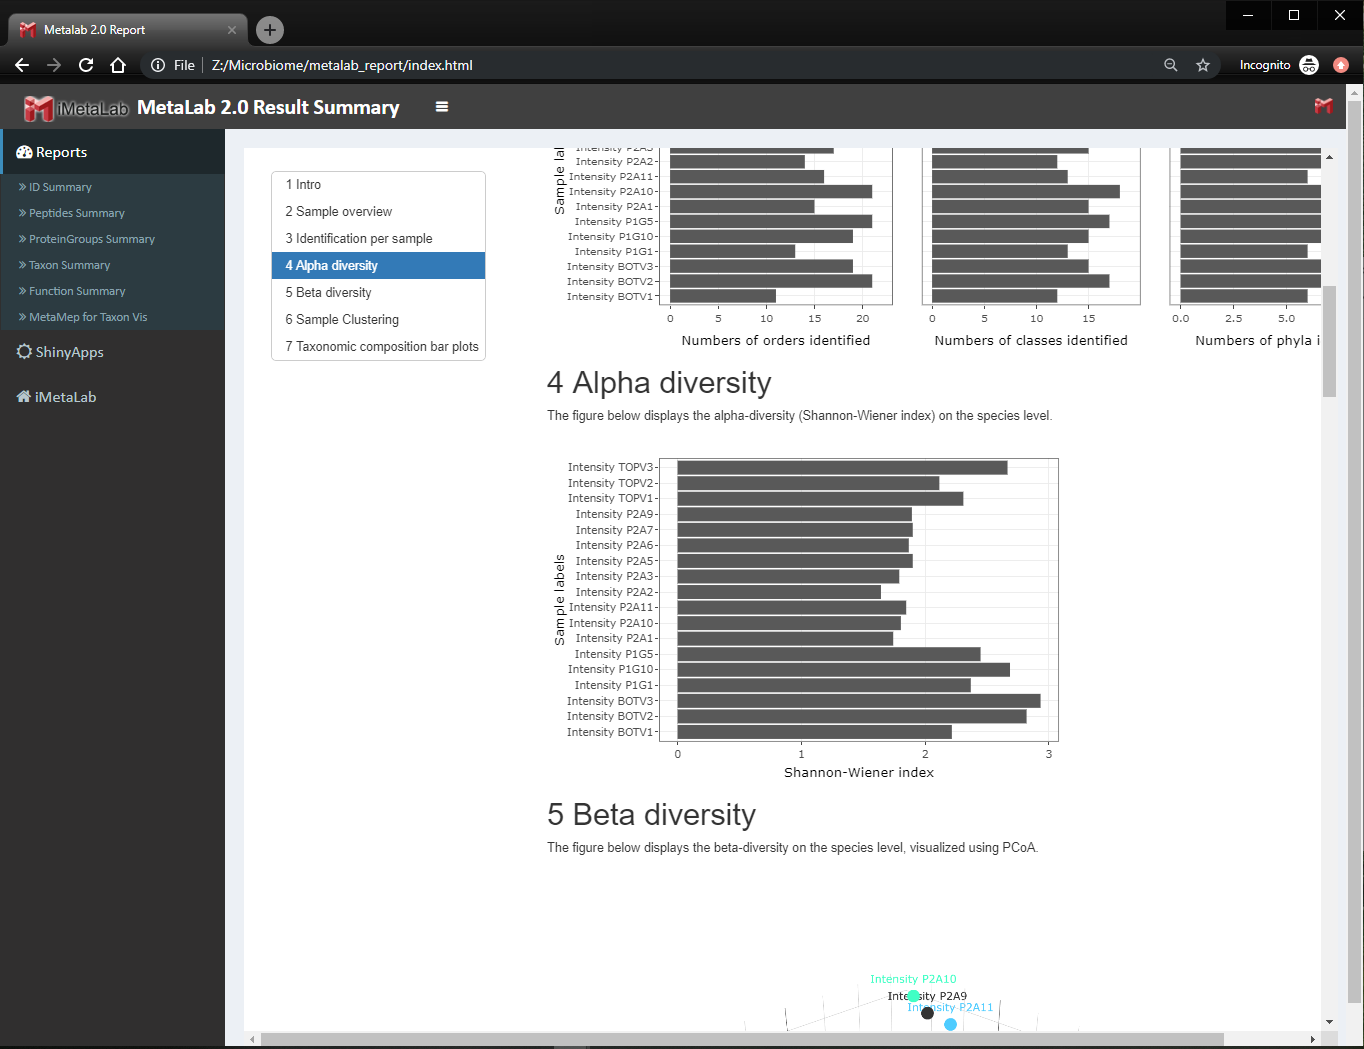 Metalab 2.0 Report
File
Z:/Microbiome/metalab_report/index.html
Incognito
iMetaLab
MetaLab 2.0 Result Summary
Reports
» ID Summary
» Peptides Summary
» ProteinGroups Summary
» Taxon Summary
» Function Summary
» MetaMep for Taxon Vis
ShinyApps
iMetaLab
1 Intro
2 Sample overview
3 Identification per sample
4 Alpha diversity
5 Beta diversity
6 Sample Clustering
7 Taxonomic composition bar plots
Sample la
Intensity P2A3
Intensity P2A2
Intensity P2A11
Intensity P2A10
Intensity P2A1
Intensity P1G5
Intensity P1G10
Intensity P1G1
Intensity BOTV3
Intensity BOTV2
Intensity BOTV1
0 5 10 15 20
Numbers of orders identified
0 5 10 15
Numbers of classes identified
0.0 2.5 5.0
Numbers of phyla i
4 Alpha diversity
The figure below displays the alpha-diversity (Shannon-Wiener index) on the species level.
Sample labels
Intensity TOPV3
Intensity TOPV2
Intensity TOPV1
Intensity P2A9
Intensity P2A7
Intensity P2A6
Intensity P2A5
Intensity P2A3
Intensity P2A2
Intensity P2A11
Intensity P2A10
Intensity P2A1
Intensity P1G5
Intensity P1G10
Intensity P1G1
Intensity BOTV3
Intensity BOTV2
Intensity BOTV1
0 1 2 3
Shannon-Wiener index
5 Beta diversity
The figure below displays the beta-diversity on the species level, visualized using PCoA.
Intensity P2A10
Intensity P2A9
Intensity P2A11